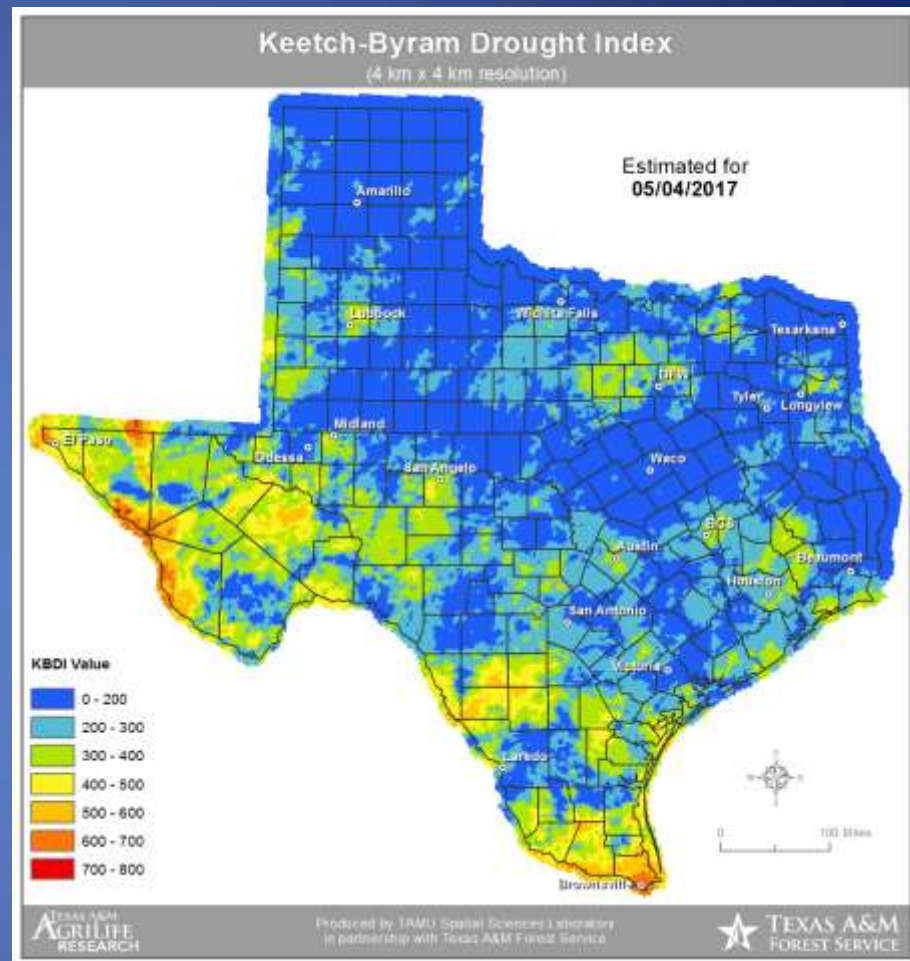 Keetch-Byram Drought Index
(4 km x 4 km resolution)
Estimated for
05/04/2017
Amarillo
Lubbock
Wichita Falls
Texarkana
DFW
Tyler
Longview
El Paso
Midland
Odessa
San Angelo
Waco
BCS
Austin
Beaumont
Houston
San Antonio
Victoria
Laredo
Brownsville
KBDI Value
0 - 200
200 - 300
300 - 400
400 - 500
500 - 600
600 - 700
700 - 800
0 100 Miles
TEXAS A&M
AGRILIFE
RESEARCH
Produced by TAMU Spatial Sciences Laboratory
in partnership with Texas A&M Forest Service
TEXAS A&M
FOREST SERVICE